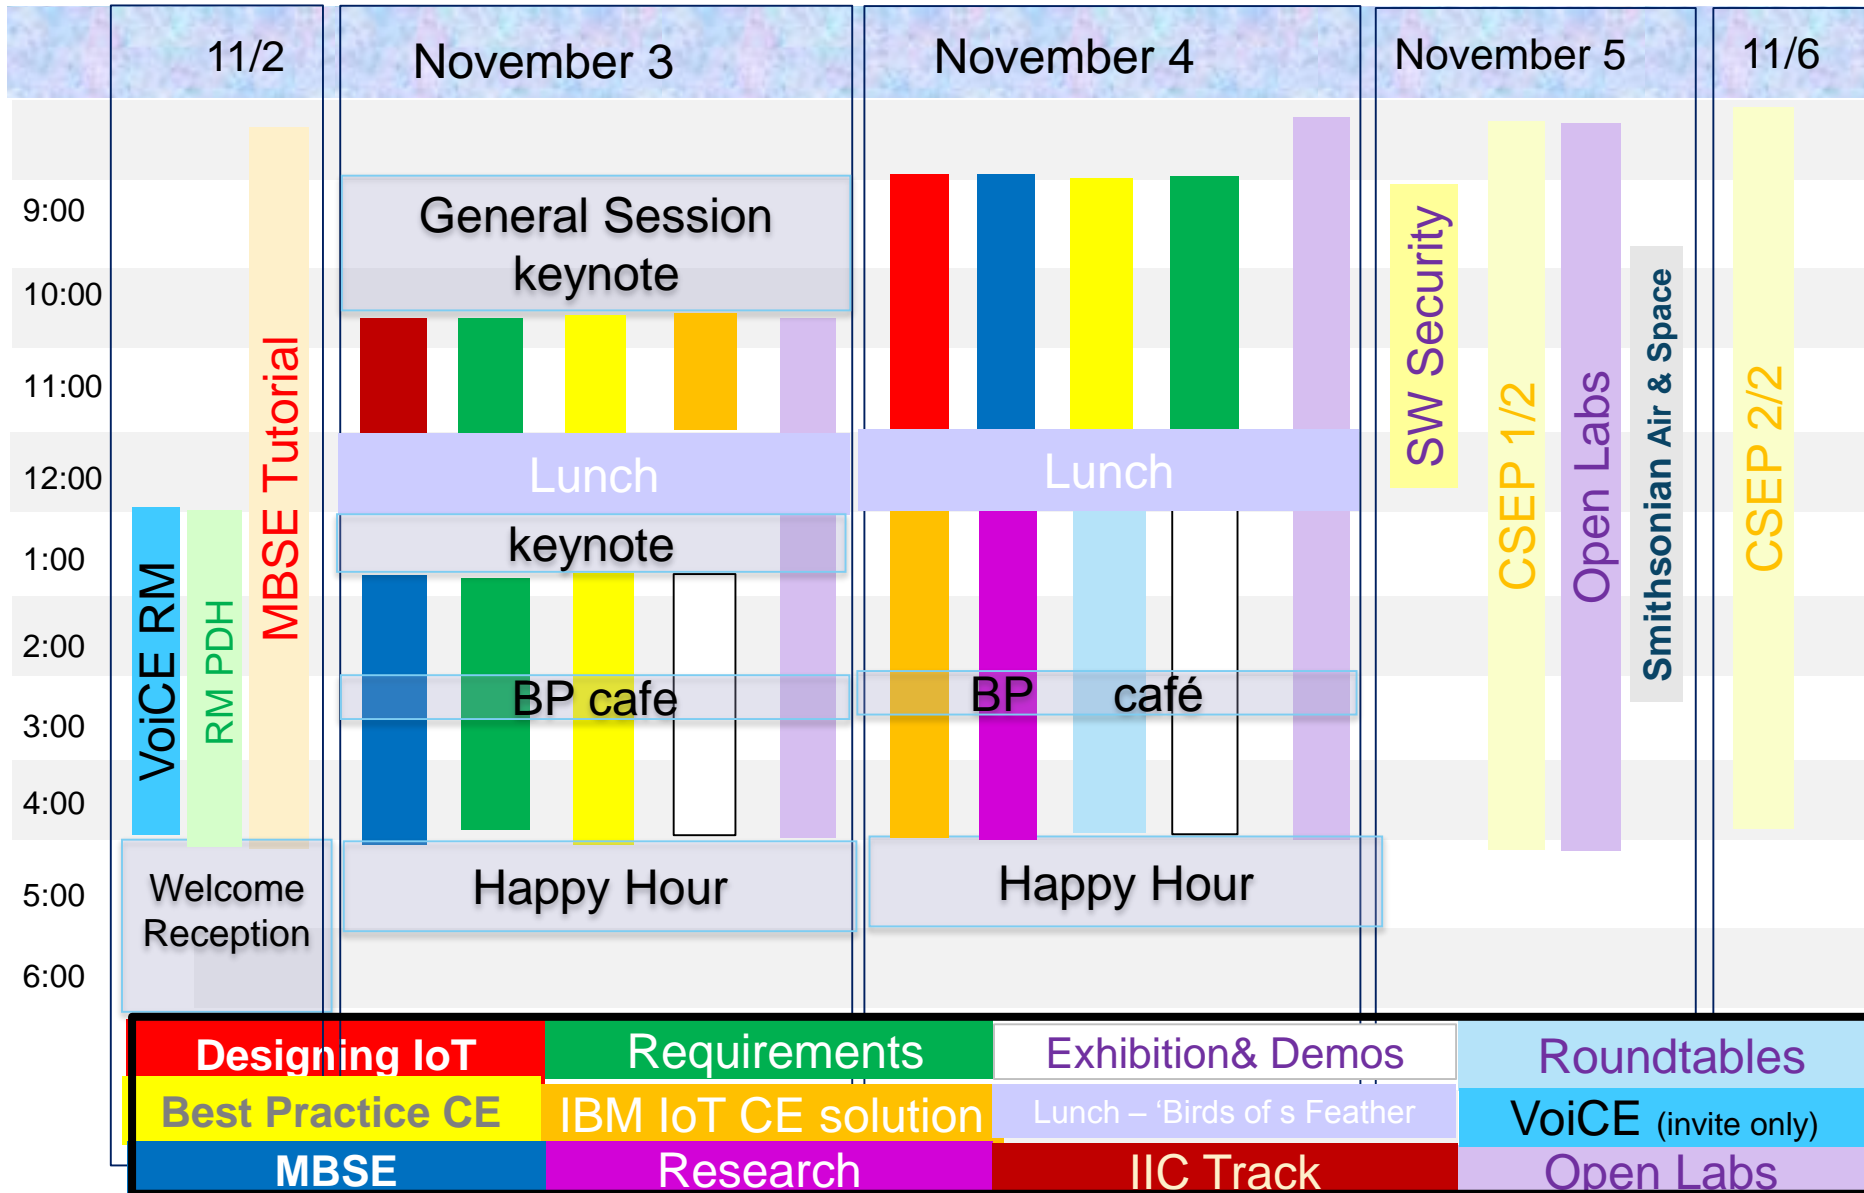 11/2
November 3
November 4
November 5
11/6
9:00
10:00
11:00
12:00
1:00
2:00
3:00
4:00
5:00
6:00
VoiCE RM
RM PDH
MBSE Tutorial
Welcome
Reception
General Session
keynote
Lunch
keynote
BP cafe
Happy Hour
Lunch
BP café
Happy Hour
SW Security
CSEP 1/2
Open Labs
Smithsonian Air & Space
CSEP 2/2
Designing IoT
Requirements
Exhibition& Demos
Roundtables
Best Practice CE
IBM IoT CE solution
Lunch – ‘Birds of s Feather
VoiCE (invite only)
MBSE
Research
IIC Track
Open Labs